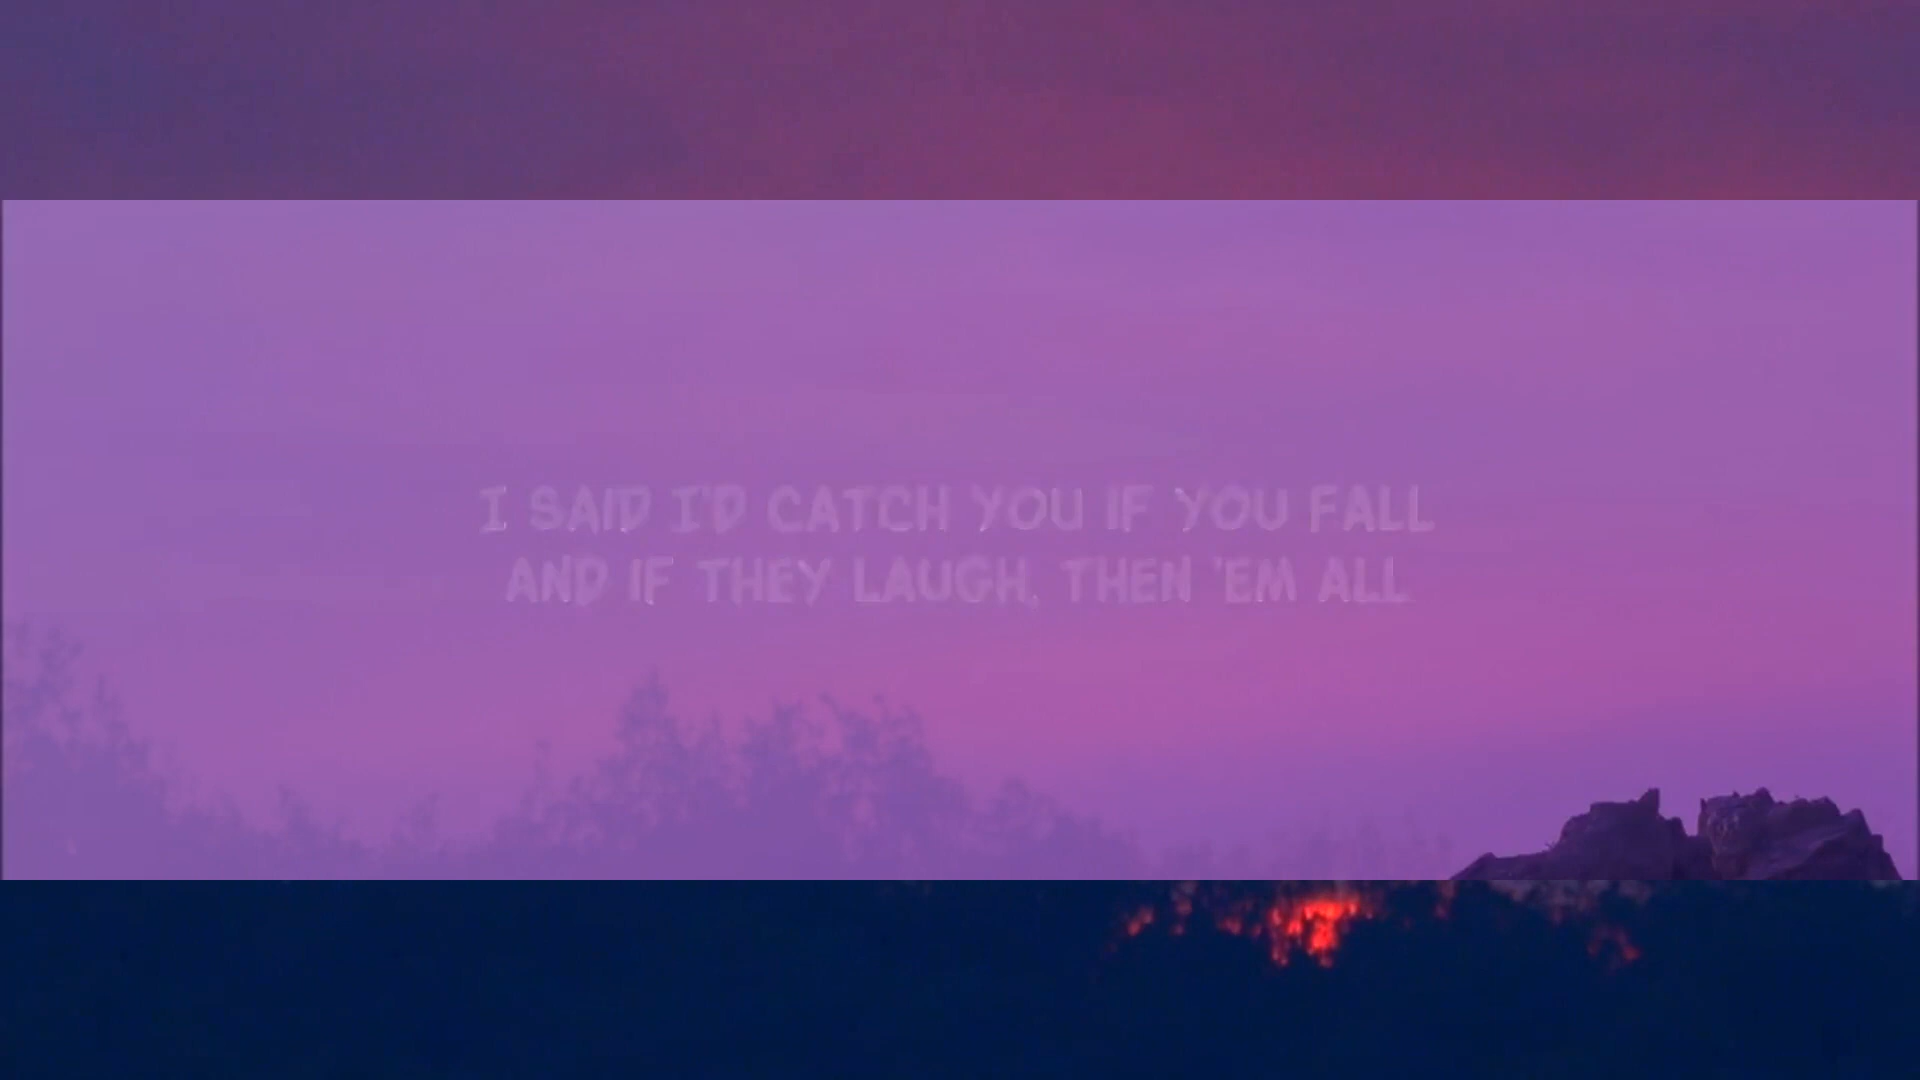 I SAID I'D CATCH YOU IF YOU FALL
AND IF THEY LAUGH, THEN 'EM ALL